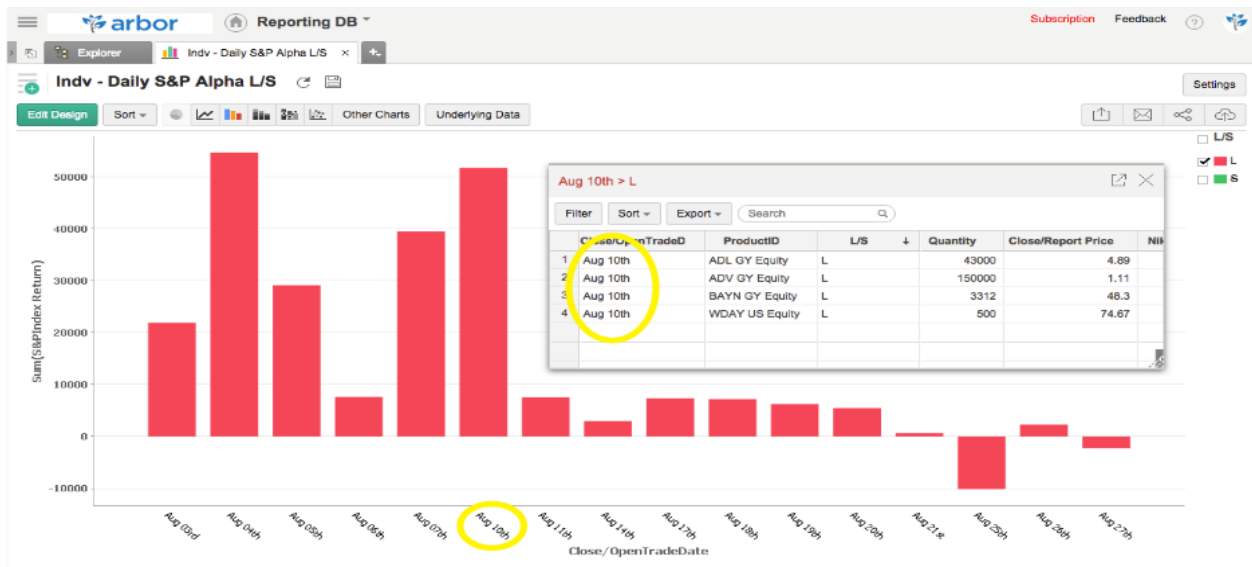 arbor Reporting DB Subscription Feedback ?
Explorer Indv - Daily S&P Alpha L/S ×
Indv - Daily S&P Alpha L/S Settings
Edit Design Sort Other Charts Underlying Data
L/S
L
S
Aug 10th > L
Filter Sort Export Search
Close/OpenTradeD ProductID L/S ↓ Quantity Close/Report Price
1 Aug 10th ADL GY Equity L 43000 4.89
2 Aug 10th ADV GY Equity L 150000 1.11
3 Aug 10th BAYN GY Equity L 3312 48.3
4 Aug 10th WDAY US Equity L 500 74.67
Sum(S&PIndex Return)
50000
40000
30000
20000
10000
0
-10000
Aug 03rd Aug 04th Aug 05th Aug 06th Aug 07th Aug 10th Aug 11th Aug 14th Aug 17th Aug 18th Aug 19th Aug 20th Aug 21st Aug 25th Aug 26th Aug 27th
Close/OpenTradeDate